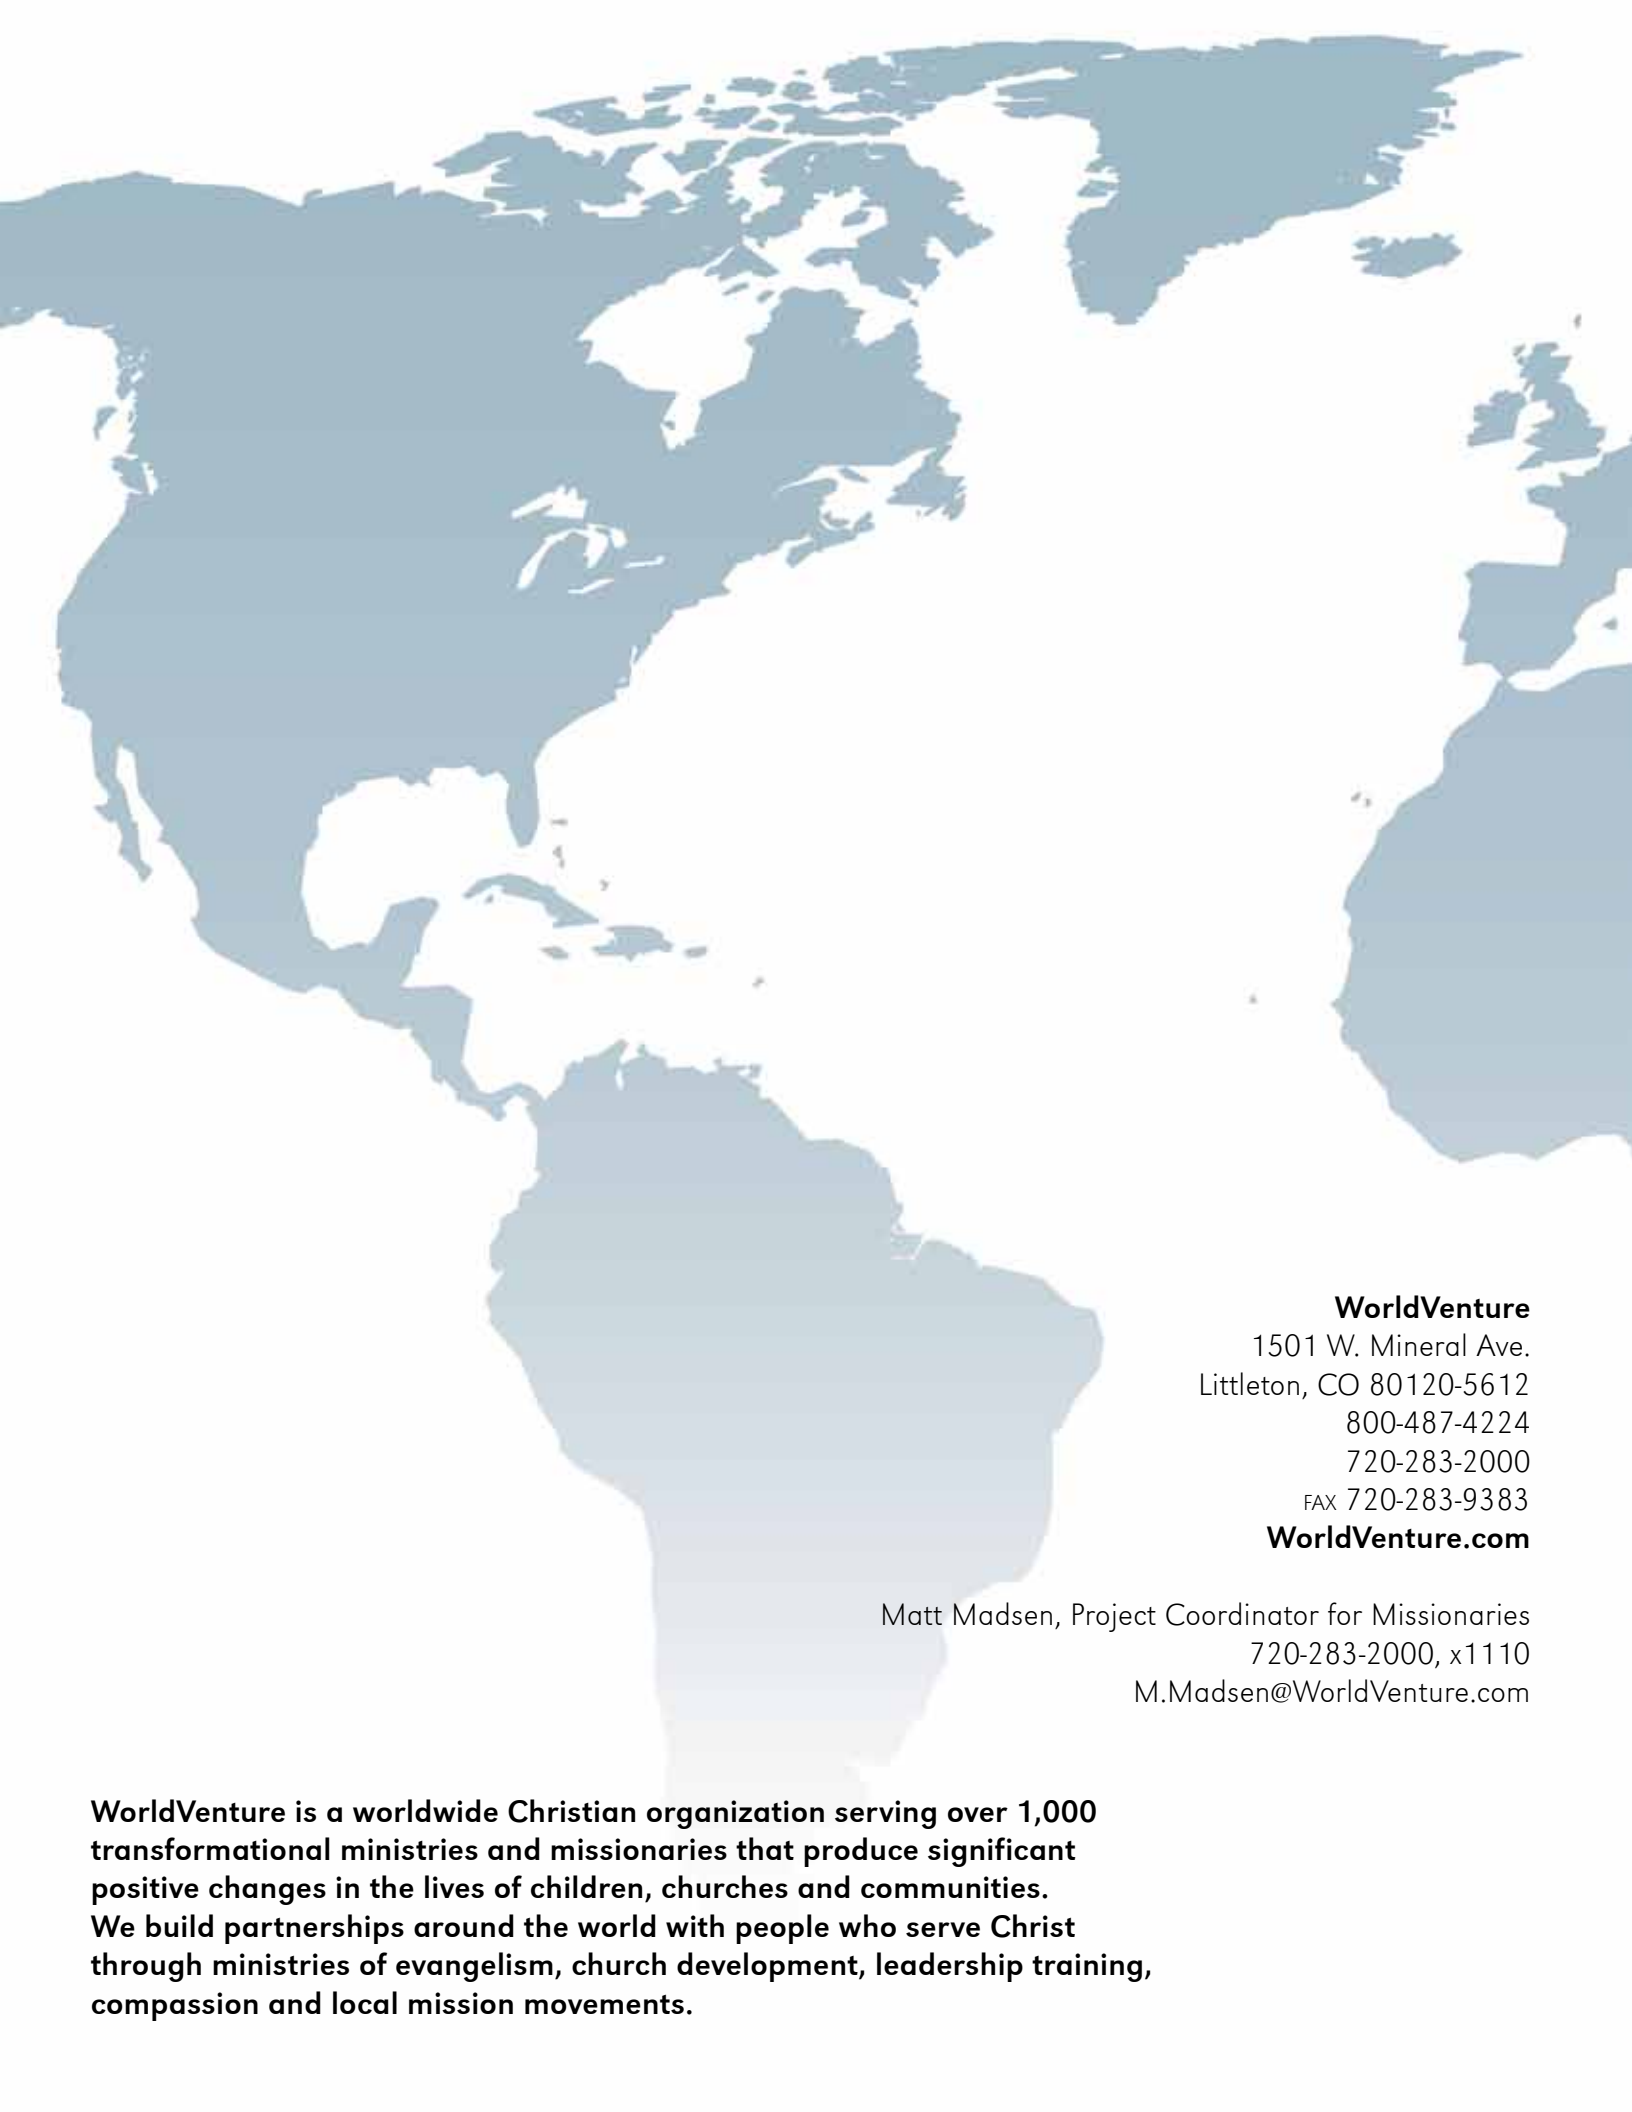 WorldVenture
1501 W. Mineral Ave.
Littleton, CO 80120-5612
800-487-4224
720-283-2000
FAX 720-283-9383
WorldVenture.com
Matt Madsen, Project Coordinator for Missionaries
720-283-2000, x1110
M.Madsen@WorldVenture.com
WorldVenture is a worldwide Christian organization serving over 1,000
transformational ministries and missionaries that produce significant
positive changes in the lives of children, churches and communities.
We build partnerships around the world with people who serve Christ
through ministries of evangelism, church development, leadership training,
compassion and local mission movements.